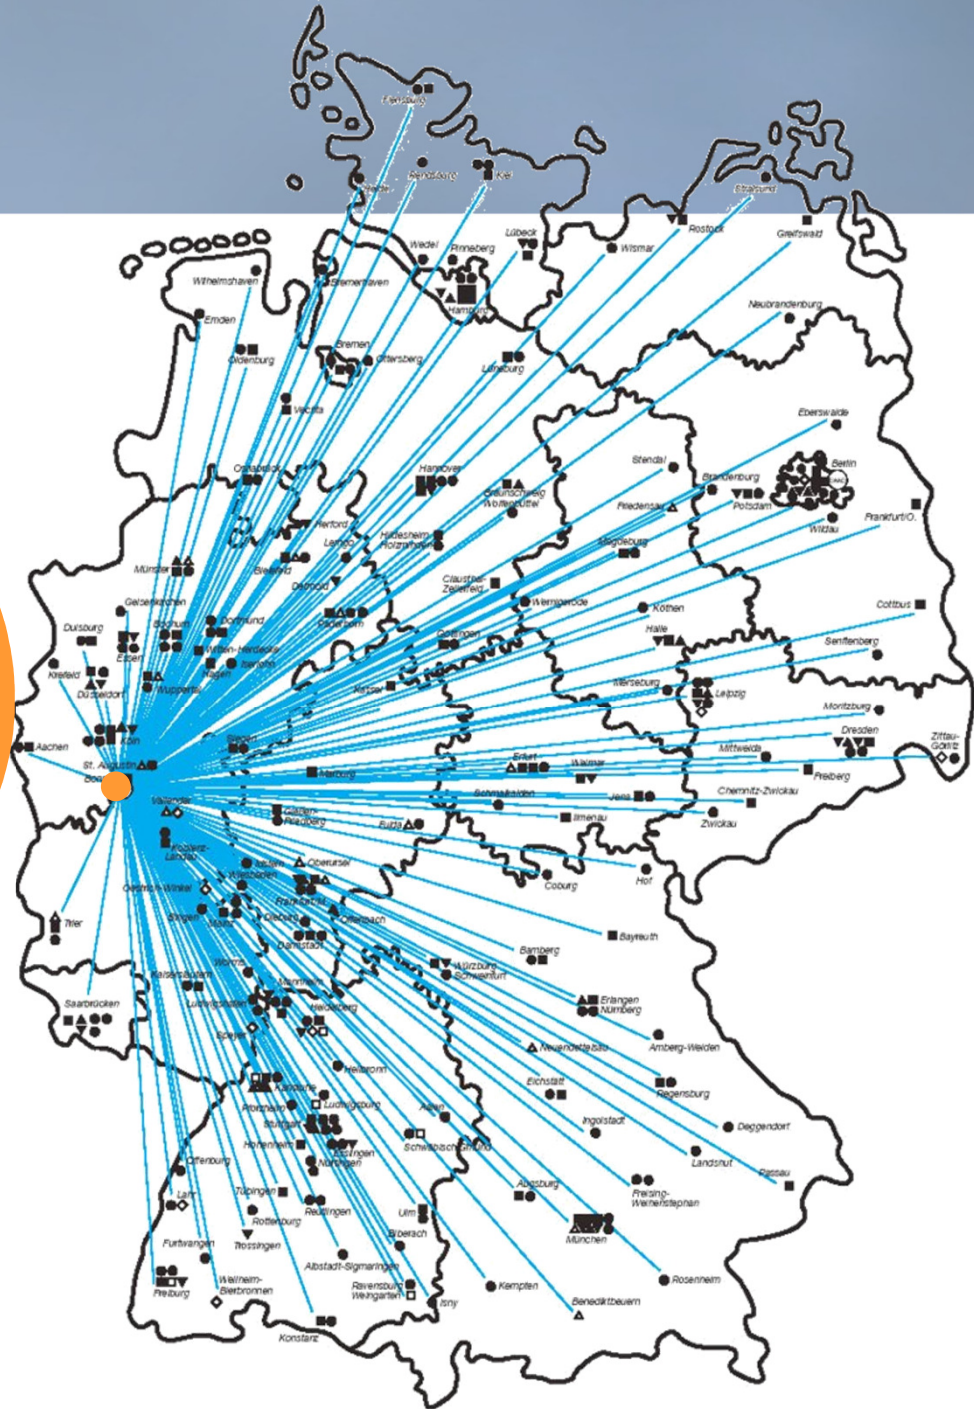 Flensburg
Rendsburg
Kiel
Stralsund
Rostock
Greifswald
Lübeck
Wismar
Wedel
Pinneberg
Wilhelmshaven
Bremerhaven
Hamburg
Neubrandenburg
Emden
Bremen
Ottersberg
Oldenburg
Lüneburg
Vechta
Eberswalde
Osnabrück
Hannover
Stendal
Berlin
Brandenburg
Braunschweig
Wolfenbüttel
Potsdam
Friedensau
Frankfurt/O.
Wildau
Herford
Hildesheim
Holzminden
Lemgo
Magdeburg
Münster
Bielefeld
Detmold
Clausthal-
Zellerfeld
Gelsenkirchen
Wernigerode
Köthen
Cottbus
Duisburg
Bochum
Dortmund
Paderborn
Halle
Göttingen
Senftenberg
Essen
Witten-Herdecke
Iserlohn
Krefeld
Hagen
Düsseldorf
Wuppertal
Kassel
Merseburg
Leipzig
Moritzburg
Dresden
Köln
Zittau-
Görlitz
Aachen
Siegen
Mittweida
St. Augustin
Erfurt
Weimar
Marburg
Freiberg
Chemnitz-Zwickau
Vallendar
Schmalkalden
Jena
Gießen-
Friedberg
Fulda
Ilmenau
Zwickau
Koblenz-
Landau
Idstein
Oberursel
Hof
Coburg
Wiesbaden
Oestrich-Winkel
Frankfurt/M.
Bingen
Mainz
Dieburg
Offenbach
Trier
Darmstadt
Bayreuth
Bamberg
Worms
Würzburg
Schweinfurt
Kaiserslautern
Mannheim
Saarbrücken
Ludwigshafen
Heidelberg
Erlangen
Nürnberg
Speyer
Neuendettelsau
Amberg-Weiden
Heilbronn
Eichstätt
Karlsruhe
Regensburg
Pforzheim
Ludwigsburg
Aalen
Ingolstadt
Stuttgart
Deggendorf
Hohenheim
Esslingen
Schwäbisch Gmünd
Nürtingen
Landshut
Offenburg
Passau
Tübingen
Augsburg
Lahr
Reutlingen
Freising-
Weihenstephan
Rottenburg
Ulm
Biberach
Trossingen
München
Furtwangen
Albstadt-Sigmaringen
Freiburg
Weilheim-
Bierbronnen
Ravensburg
Weingarten
Kempten
Rosenheim
Isny
Benediktbeuern
Konstanz